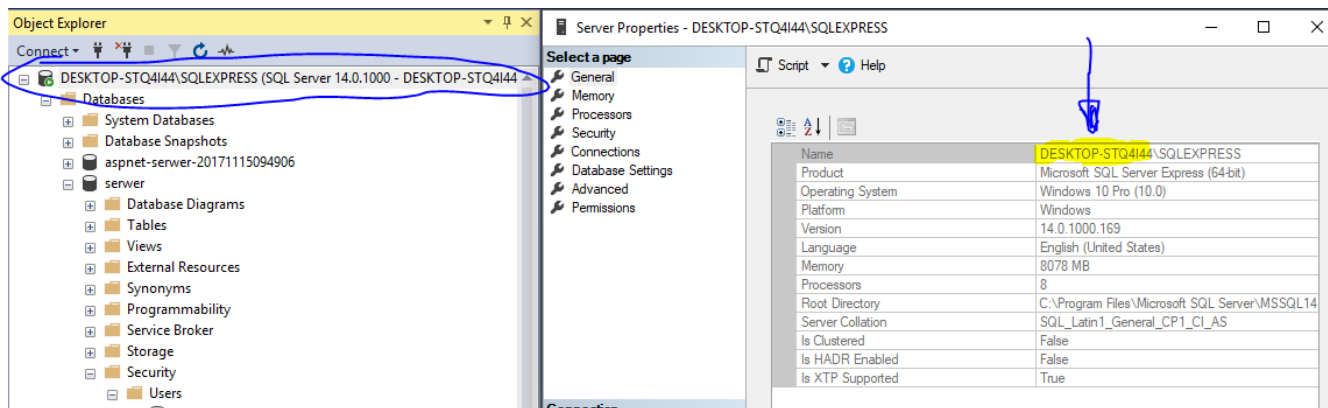 Object Explorer
Connect
DESKTOP-STQ4I44\SQLEXPRESS (SQL Server 14.0.1000 - DESKTOP-STQ4I44
Databases
System Databases
Database Snapshots
aspnet-serwer-20171115094906
serwer
Database Diagrams
Tables
Views
External Resources
Synonyms
Programmability
Service Broker
Storage
Security
Users
Server Properties - DESKTOP-STQ4I44\SQLEXPRESS
Select a page
General
Memory
Processors
Security
Connections
Database Settings
Advanced
Permissions
Connection
Script Help
Name DESKTOP-STQ4I44\SQLEXPRESS
Product Microsoft SQL Server Express (64-bit)
Operating System Windows 10 Pro (10.0)
Platform Windows
Version 14.0.1000.169
Language English (United States)
Memory 8078 MB
Processors 8
Root Directory C:\Program Files\Microsoft SQL Server\MSSQL14
Server Collation SQL_Latin1_General_CP1_CI_AS
Is Clustered False
Is HADR Enabled False
Is XTP Supported True